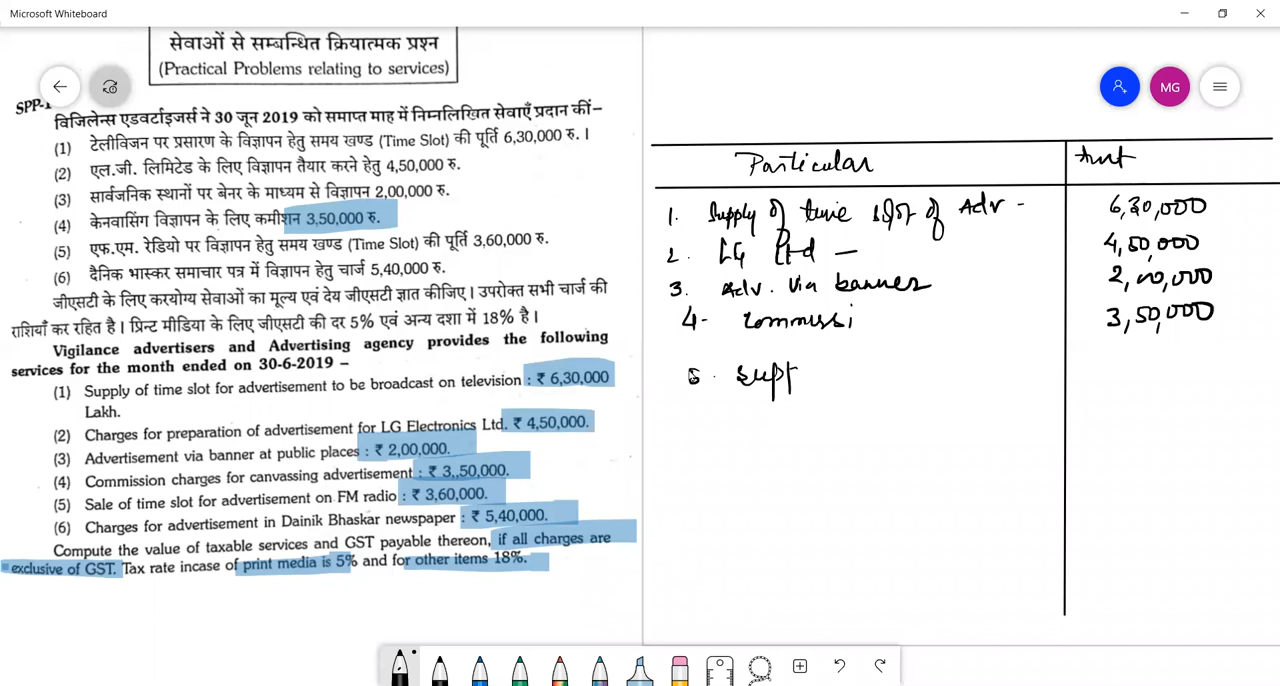 Microsoft Whiteboard
सेवाओं से सम्बन्धित क्रियात्मक प्रश्न
(Practical Problems relating to services)
MG
SPP-1
विजिलेन्स एडवर्टाइजर्स ने 30 जून 2019 को समाप्त माह में निम्नलिखित सेवाएँ प्रदान कीं–
(1) टेलीविजन पर प्रसारण के विज्ञापन हेतु समय खण्ड (Time Slot) की पूर्ति 6,30,000 रु. ।
(2) एल.जी. लिमिटेड के लिए विज्ञापन तैयार करने हेतु 4,50,000 रु.
(3) सार्वजनिक स्थानों पर बेनर के माध्यम से विज्ञापन 2,00,000 रु.
(4) केनवासिंग विज्ञापन के लिए कमीशन 3,50,000 रु.
(5) एफ.एम. रेडियो पर विज्ञापन हेतु समय खण्ड (Time Slot) की पूर्ति 3,60,000 रु.
(6) दैनिक भास्कर समाचार पत्र में विज्ञापन हेतु चार्ज 5,40,000 रु.
जीएसटी के लिए करयोग्य सेवाओं का मूल्य एवं देय जीएसटी ज्ञात कीजिए। उपरोक्त सभी चार्ज की
राशियाँ कर रहित है। प्रिन्ट मीडिया के लिए जीएसटी की दर 5% एवं अन्य दशा में 18% है।
Vigilance advertisers and Advertising agency provides the following
services for the month ended on 30-6-2019 –
(1) Supply of time slot for advertisement to be broadcast on television : ₹ 6,30,000
Lakh.
(2) Charges for preparation of advertisement for LG Electronics Ltd. ₹ 4,50,000.
(3) Advertisement via banner at public places : ₹ 2,00,000.
(4) Commission charges for canvassing advertisement : ₹ 3,,50,000.
(5) Sale of time slot for advertisement on FM radio : ₹ 3,60,000.
(6) Charges for advertisement in Dainik Bhaskar newspaper : ₹ 5,40,000.
Compute the value of taxable services and GST payable thereon, if all charges are
exclusive of GST. Tax rate incase of print media is 5% and for other items 18%.
Particular Amt
1. Supply of time slot of Adv - 6,30,000
2. LG Ltd — 4,50,000
3. Adv. via banner 2,00,000
4- Commissi 3,50,000
5. Supp